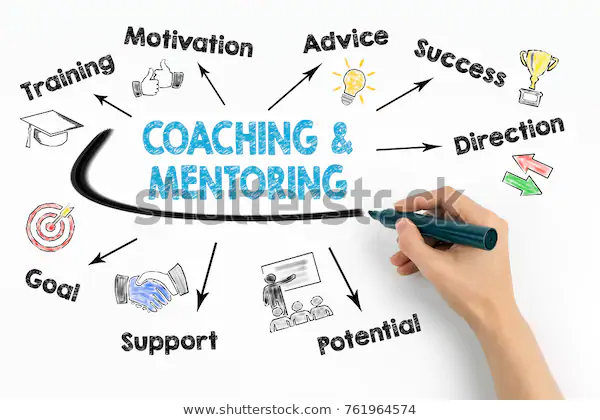 Motivation
Advice
Training
Success
COACHING &
MENTORING
Direction
Goal
Support
Potential
shutterstock
www.shutterstock.com · 761964574